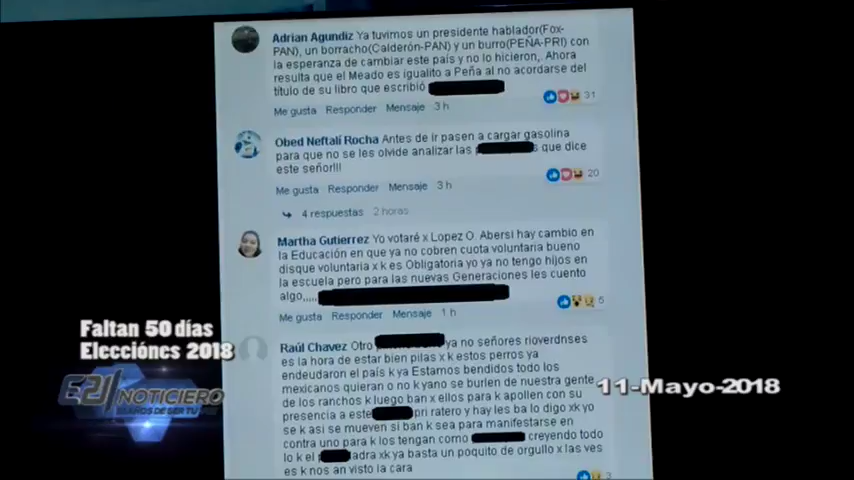 Adrian Agundiz Ya tuvimos un presidente hablador(Fox-
PAN), un borracho(Calderón-PAN) y un burro(PEÑA-PRI) con
la esperanza de cambiar este país y no lo hicieron,. Ahora
resulta que el Meado es igualito a Peña al no acordarse del
título de su libro que escribió
31
Me gusta Responder Mensaje 3 h
Obed Neftalí Rocha Antes de ir pasen a cargar gasolina
para que no se les olvide analizar las p s que dice
este señor!!!
20
Me gusta Responder Mensaje 3 h
4 respuestas 2 horas
Martha Gutierrez Yo votaré x Lopez O. Abersi hay cambio en
la Educación en que ya no cobren cuota voluntaria bueno
disque voluntaria x k es Obligatoria yo ya no tengo hijos en
la escuela pero para las nuevas Generaciones les cuento
algo,,,,,
6
Me gusta Responder Mensaje 1 h
Raúl Chavez Otro ya no señores rioverdnses
es la hora de estar bien pilas x k estos perros ya
endeudaron el país k ya Estamos bendidos todo los
mexicanos quieran o no k yano se burlen de nuestra gente
de los ranchos k luego ban x ellos para k apollen con su
presencia a este pri ratero y hay les ba lo digo xk yo
se k asi se mueven si ban k sea para manifestarse en
contra uno para k los tengan como creyendo todo
lo k el p adra xk ya basta un poquito de orgullo x las ves
es k nos an visto la cara
3
Faltan 50 días
Elecciónes 2018
E21 NOTICIERO
AÑOS DE SER TU
11-Mayo-2018